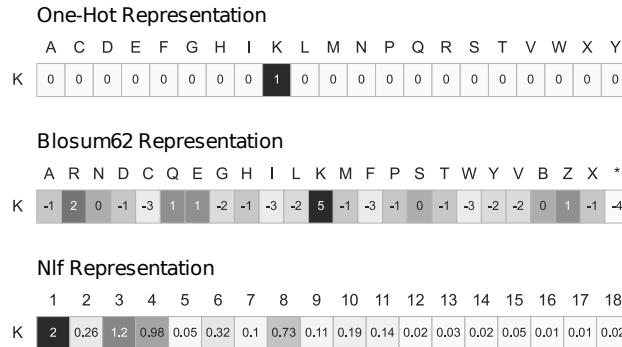 One-Hot Representation
A C D E F G H I K L M N P Q R S T V W X Y
K 0 0 0 0 0 0 0 0 1 0 0 0 0 0 0 0 0 0 0 0 0
Blosum62 Representation
A R N D C Q E G H I L K M F P S T W Y V B Z X *
K -1 2 0 -1 -3 1 1 -2 -1 -3 -2 5 -1 -3 -1 0 -1 -3 -2 -2 0 1 -1 -4
Nlf Representation
1 2 3 4 5 6 7 8 9 10 11 12 13 14 15 16 17 18
K 2 0.26 1.2 0.98 0.05 0.32 0.1 0.73 0.11 0.19 0.14 0.02 0.03 0.02 0.05 0.01 0.01 0.02